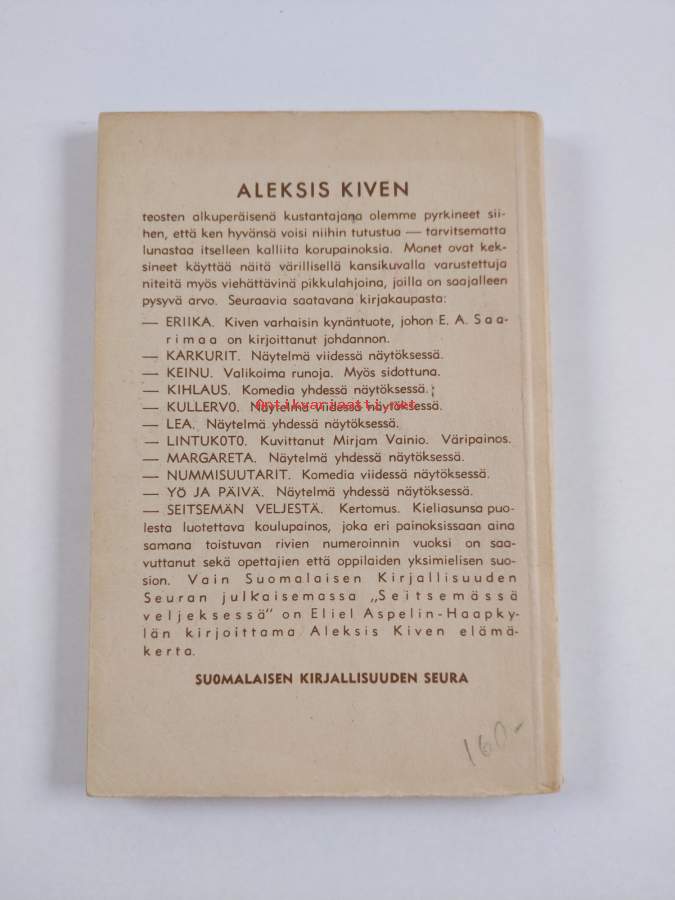 ALEKSIS KIVEN
teosten alkuperäisenä kustantajana olemme pyrkineet sii-
hen, että ken hyvänsä voisi niihin tutustua — tarvitsematta
lunastaa itselleen kalliita korupainoksia. Monet ovat kek-
sineet käyttää näitä värillisellä kansikuvalla varustettuja
niteitä myös viehättävinä pikkulahjoina, joilla on saajalleen
pysyvä arvo. Seuraavia saatavana kirjakaupasta:
— ERIIKA. Kiven varhaisin kynäntuote, johon E. A. Saa-
rimaa on kirjoittanut johdannon.
— KARKURIT. Näytelmä viidessä näytöksessä.
— KEINU. Valikoima runoja. Myös sidottuna.
— KIHLAUS. Komedia yhdessä näytöksessä.
Antikvariaatti.net
— KULLERVO. Näytelmä viidessä näytöksessä.
— LEA. Näytelmä yhdessä näytöksessä.
— LINTUKOTO. Kuvittanut Mirjam Vainio. Väripainos.
— MARGARETA. Näytelmä yhdessä näytöksessä.
— NUMMISUUTARIT. Komedia viidessä näytöksessä.
— YÖ JA PÄIVÄ. Näytelmä yhdessä näytöksessä.
— SEITSEMÄN VELJESTÄ. Kertomus. Kieliasunsa puo-
lesta luotettava koulupainos, joka eri painoksissaan aina
samana toistuvan rivien numeroinnin vuoksi on saa-
vuttanut sekä opettajien että oppilaiden yksimielisen suo-
sion. Vain Suomalaisen Kirjallisuuden
Seuran julkaisemassa „Seitsemässä
veljeksessä" on Eliel Aspelin-Haapky-
län kirjoittama Aleksis Kiven elämä-
kerta.
SUOMALAISEN KIRJALLISUUDEN SEURA
160-